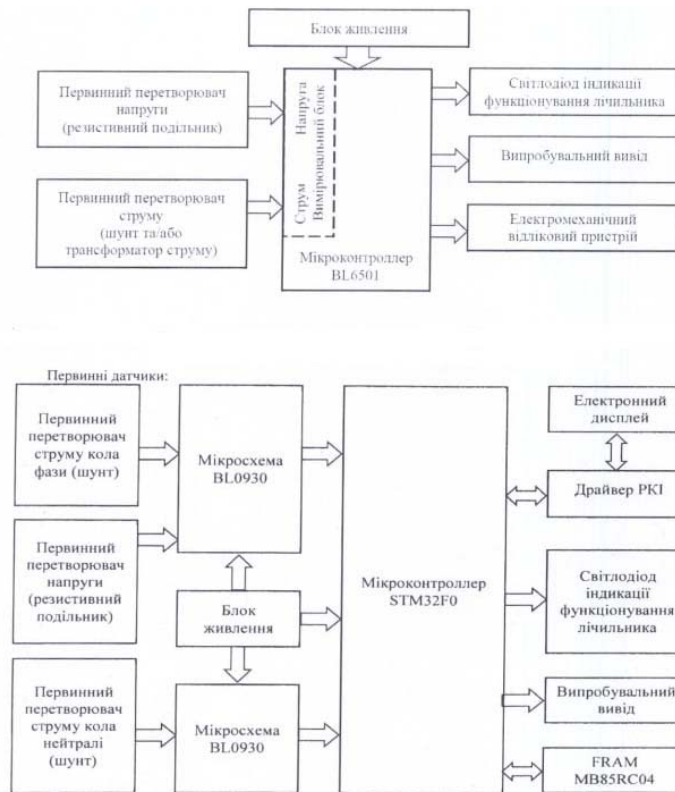 Блок живлення
Первинний перетворювач
напруги
(резистивний подільник)
Первинний перетворювач
струму
(шунт та/або
трансформатор струму)
Напруга
Струм
Вимірювальний блок
Мікроконтроллер
BL6501
Світлодіод індикації
функціонування лічильника
Випробувальний вивід
Електромеханічний
відліковий пристрій
Первинні датчики:
Первинний
перетворювач
струму кола
фази (шунт)
Первинний
перетворювач
напруги
(резистивний
подільник)
Первинний
перетворювач
струму кола
нейтралі
(шунт)
Мікросхема
BL0930
Блок
живлення
Мікросхема
BL0930
Мікроконтроллер
STM32F0
Електронний
дисплей
Драйвер РКІ
Світлодіод
індикації
функціонування
лічильника
Випробувальний
вивід
FRAM
MB85RC04